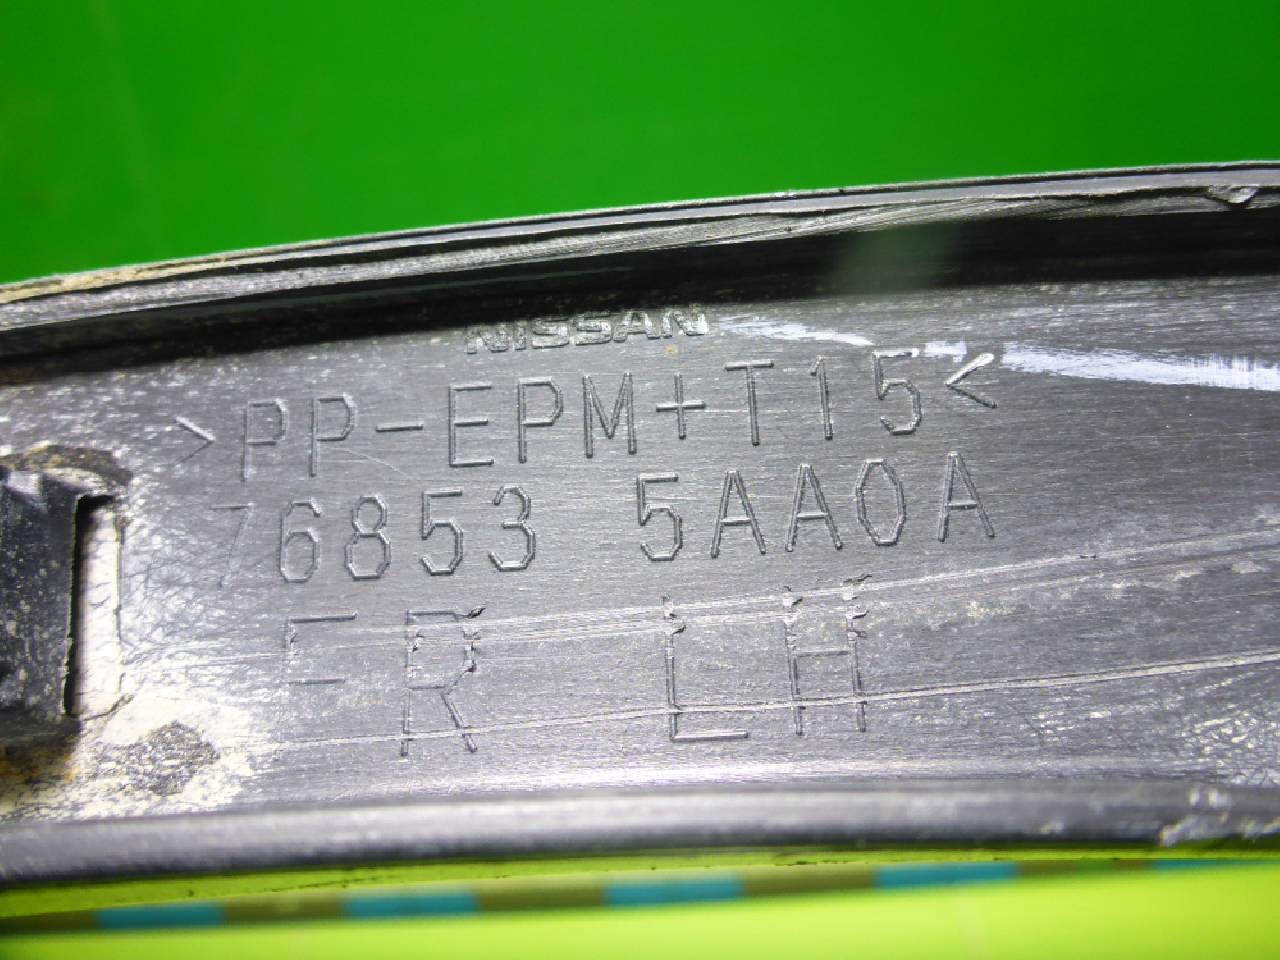 NISSAN
>PP-EPM+T15<
76853 5AA0A
FR LH